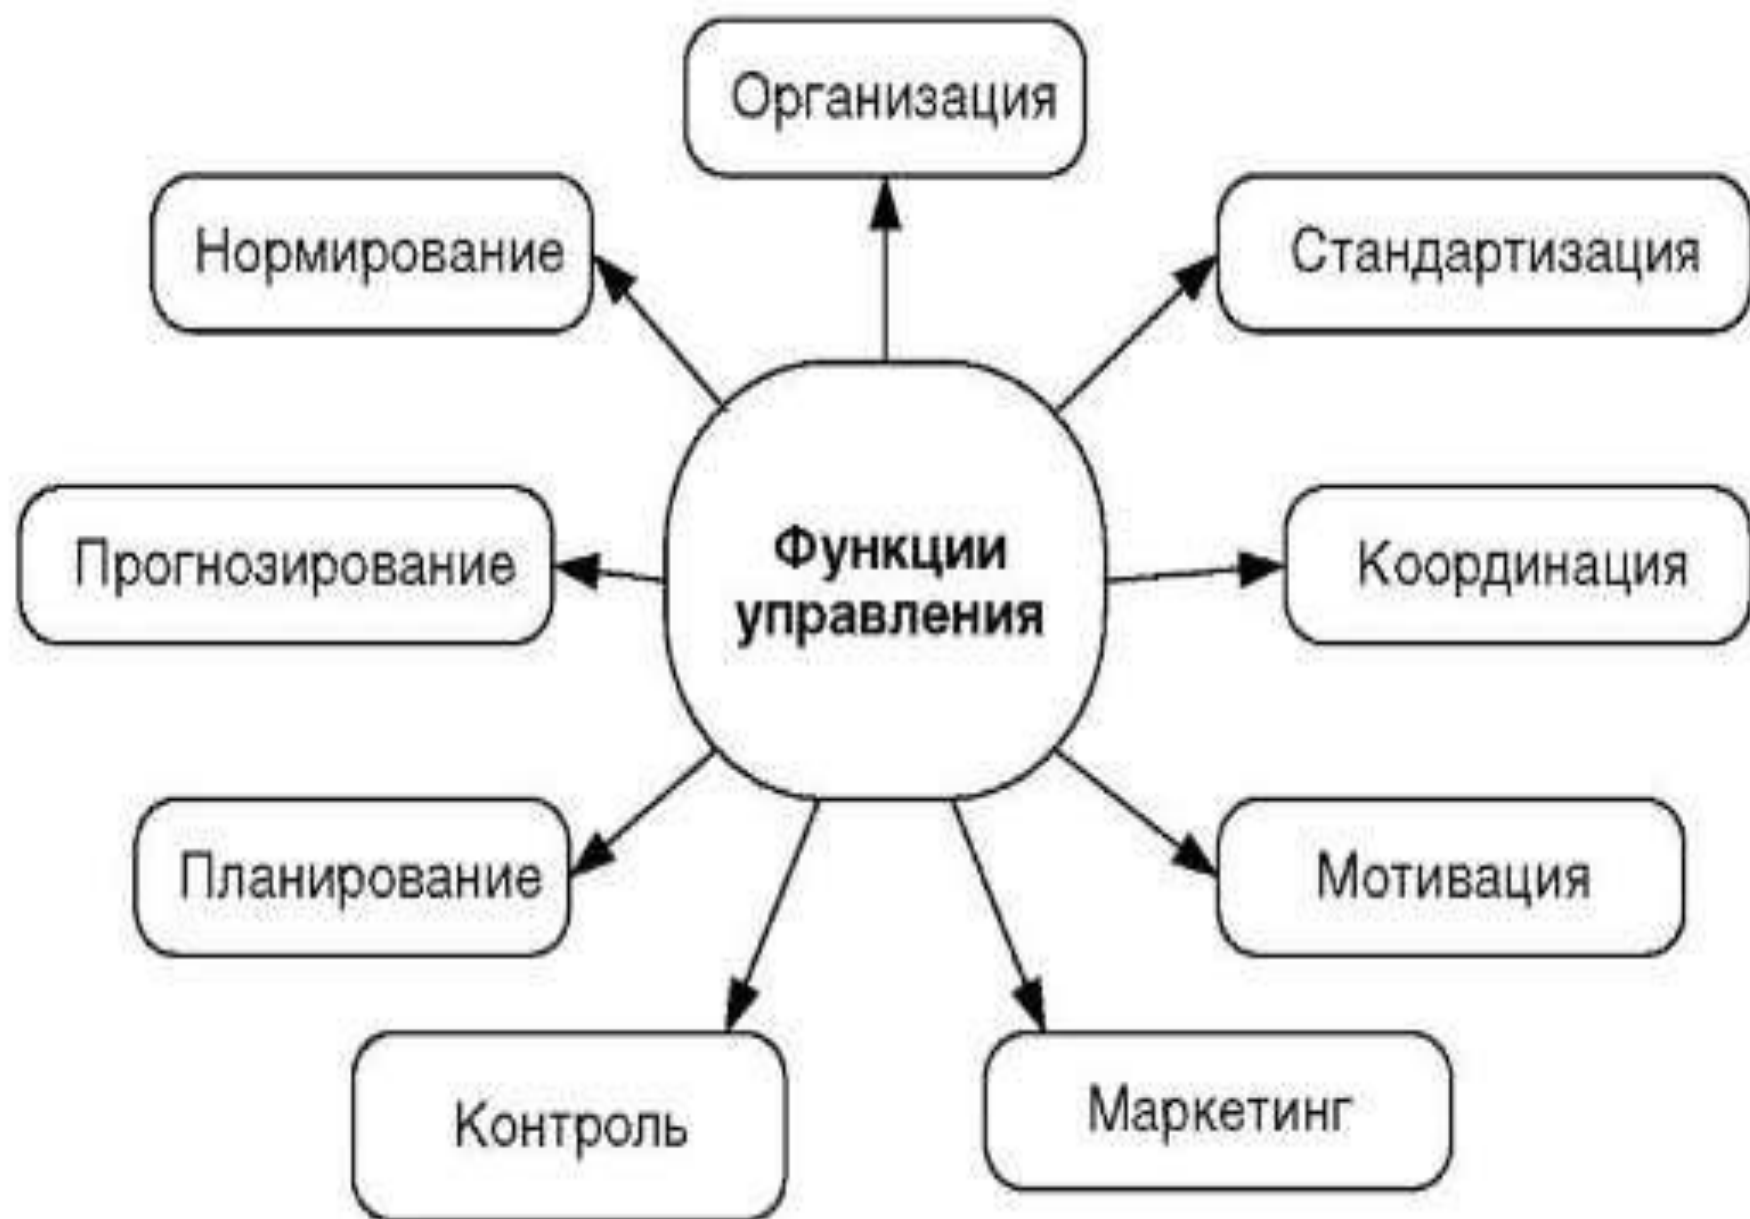 Организация
Нормирование
Стандартизация
Прогнозирование
Функции
управления
Координация
Планирование
Мотивация
Контроль
Маркетинг